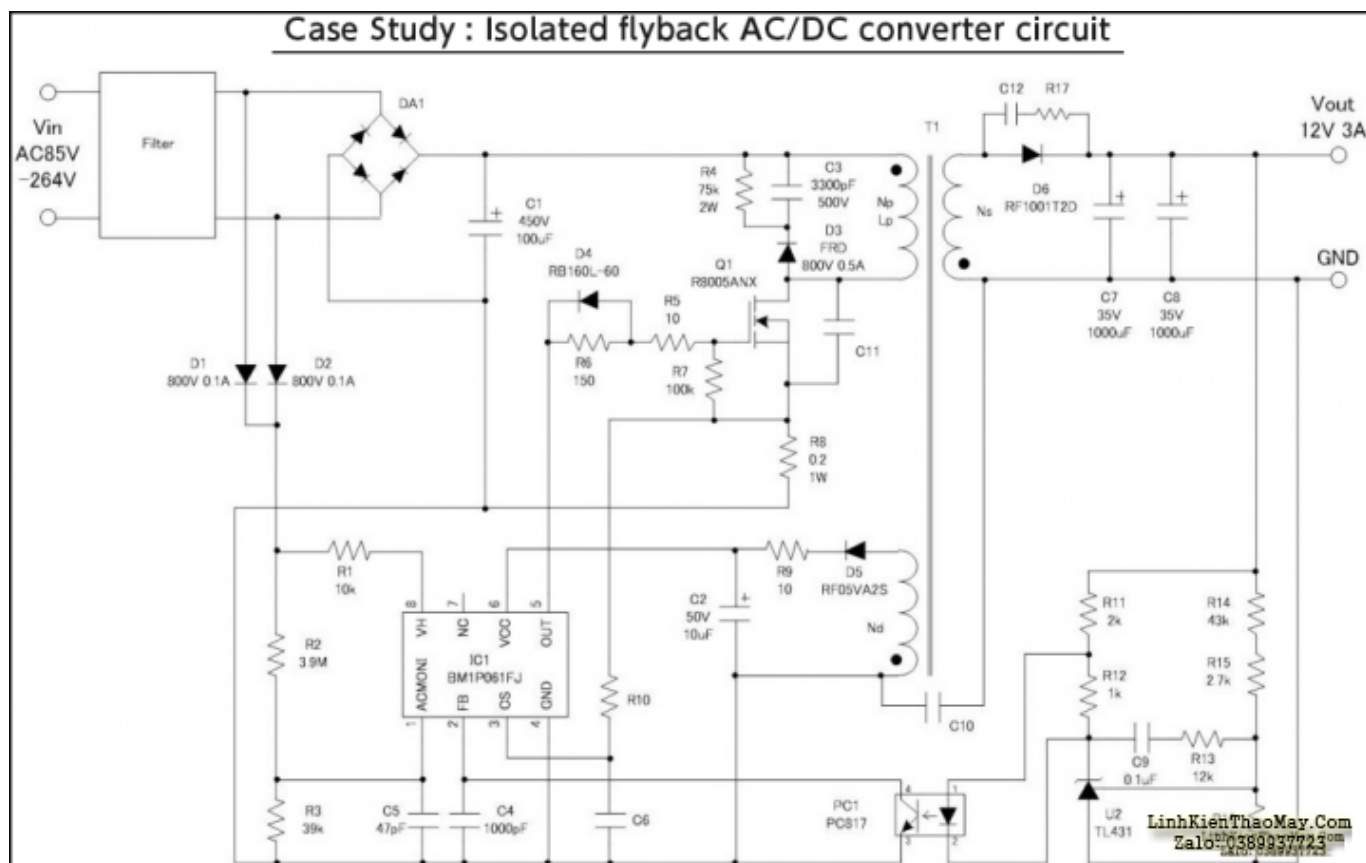 Case Study : Isolated flyback AC/DC converter circuit
Vin
AC85V
-264V
Filter
DA1
C1
450V
100uF
R4
75k
2W
C3
3300pF
500V
D3
FRD
800V 0.5A
Np
Lp
T1
Ns
C12
R17
D6
RF1001T2D
Vout
12V 3A
GND
C7
35V
1000uF
C8
35V
1000uF
D4
RB160L-60
Q1
R8005ANX
R5
10
R6
150
R7
100k
C11
D1
800V 0.1A
D2
800V 0.1A
R8
0.2
1W
R1
10k
R9
10
D5
RF05VA2S
Nd
C2
50V
10uF
R2
3.9M
8
7
6
5
VH
NC
VCC
OUT
IC1
BM1P061FJ
ACMONI
FB
CS
GND
1
2
3
4
R10
C10
R11
2k
R14
43k
R12
1k
R15
2.7k
C9
0.1uF
R13
12k
R3
39k
C5
47pF
C4
1000pF
C6
PC1
PC817
4
1
3
2
U2
TL431
LinhKienThaoMay.Com
Zalo: 0389937723